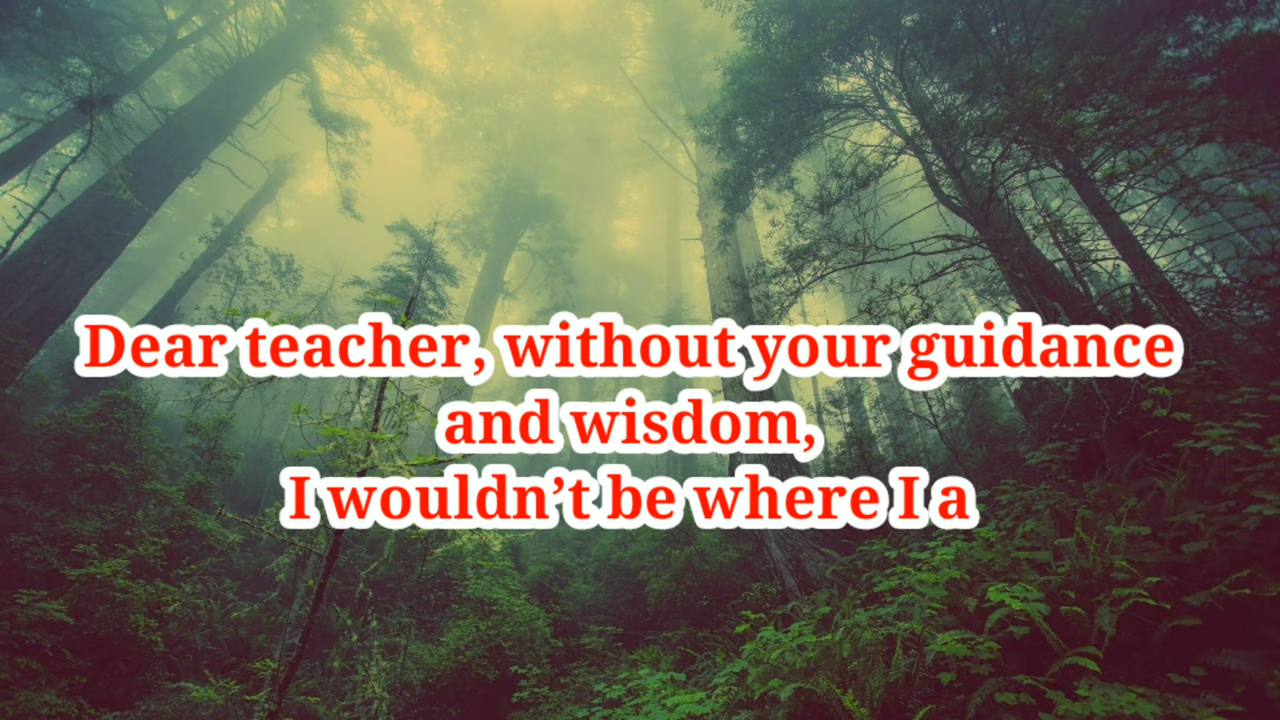 Dear teacher, without your guidance
and wisdom,
I wouldn’t be where I a